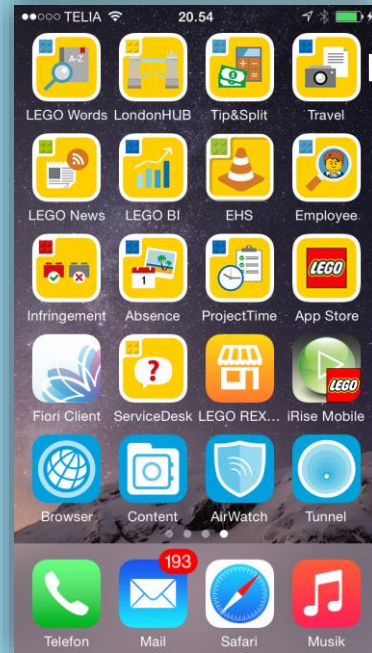 TELIA 20.54
A-Z
LEGO Words LondonHUB Tip&Split Travel
LEGO News LEGO BI EHS Employee
LEGO
1
Infringement Absence ProjectTime App Store
?
LEGO
Fiori Client ServiceDesk LEGO REX... iRise Mobile
Browser Content AirWatch Tunnel
193
Telefon Mail Safari Musik